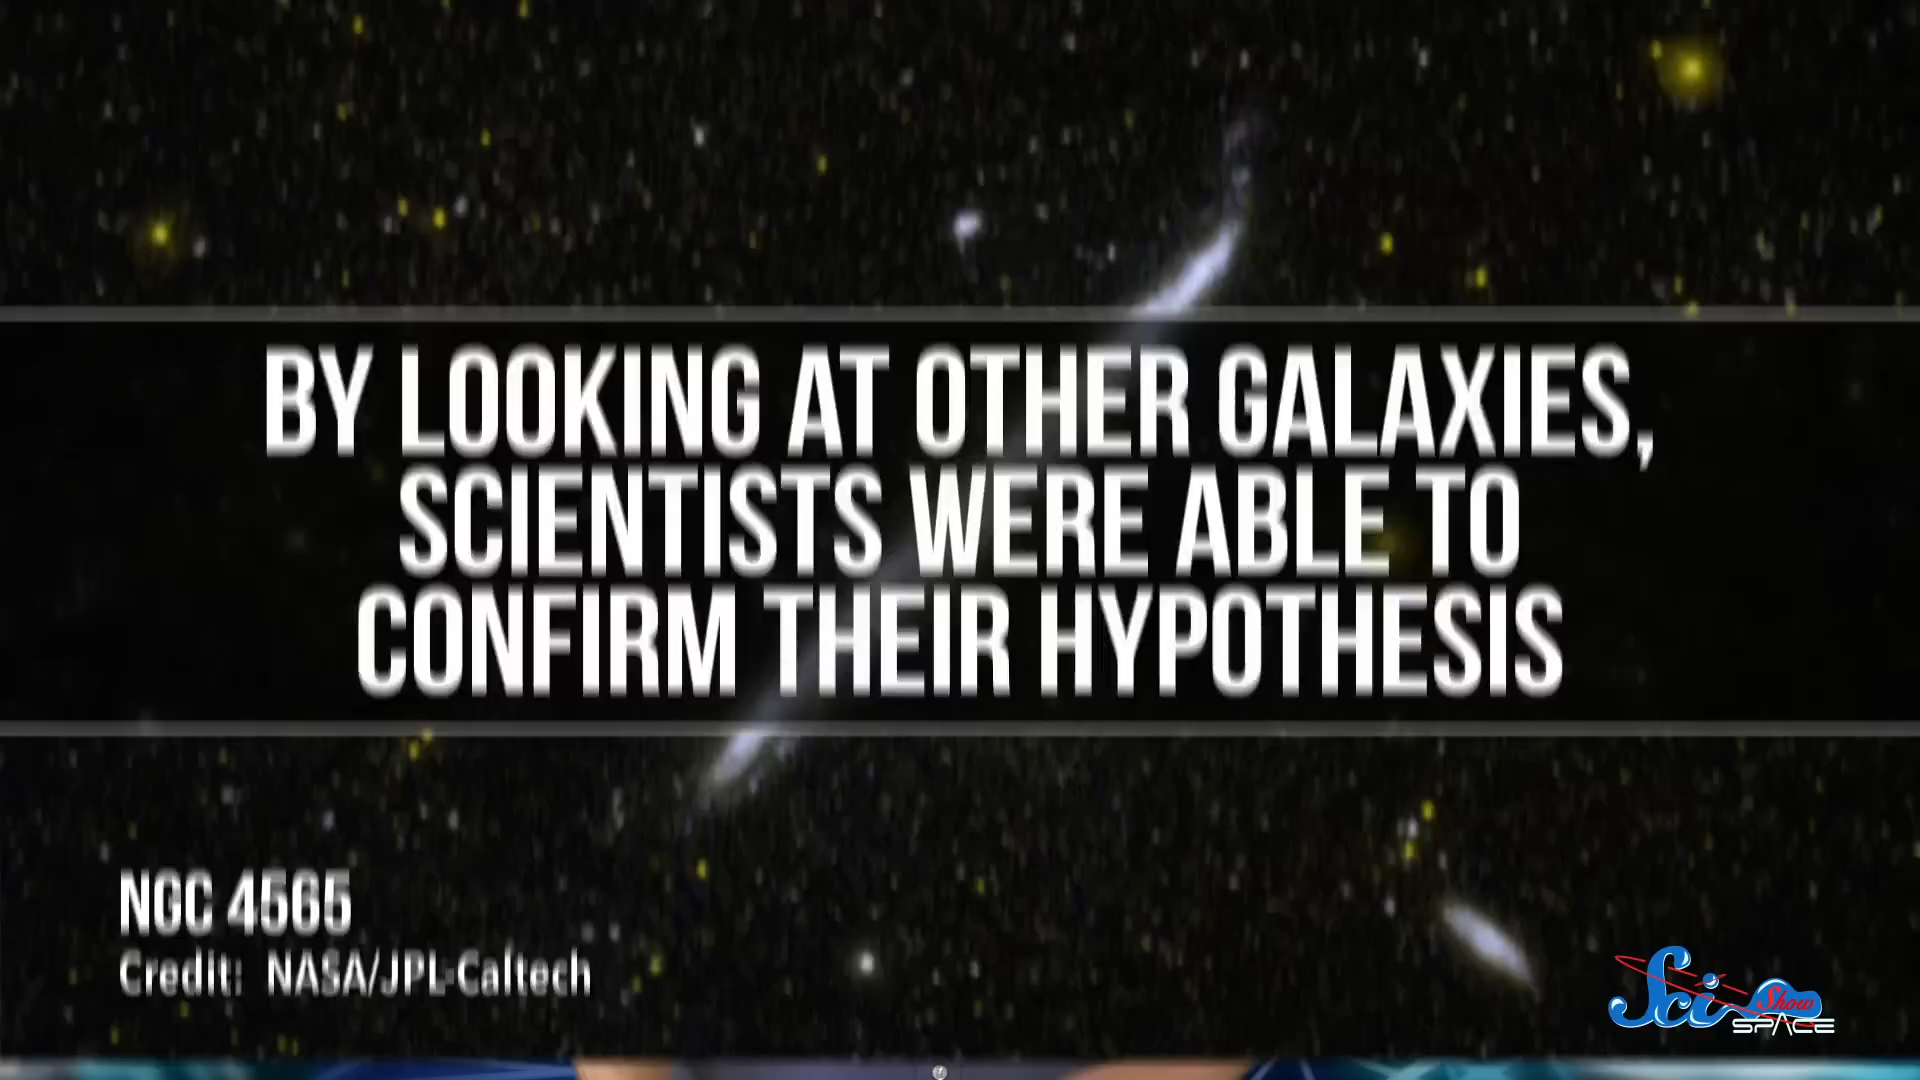 BY LOOKING AT OTHER GALAXIES,
SCIENTISTS WERE ABLE TO
CONFIRM THEIR HYPOTHESIS
NGC 4565
Credit: NASA/JPL-Caltech
Sci Show
SPACE